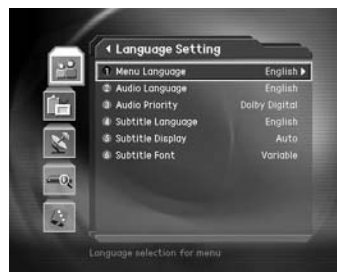 Language Setting
① Menu Language English
② Audio Language English
③ Audio Priority Dolby Digital
④ Subtitle Language English
⑤ Subtitle Display Auto
⑥ Subtitle Font Variable
Language selection for menu